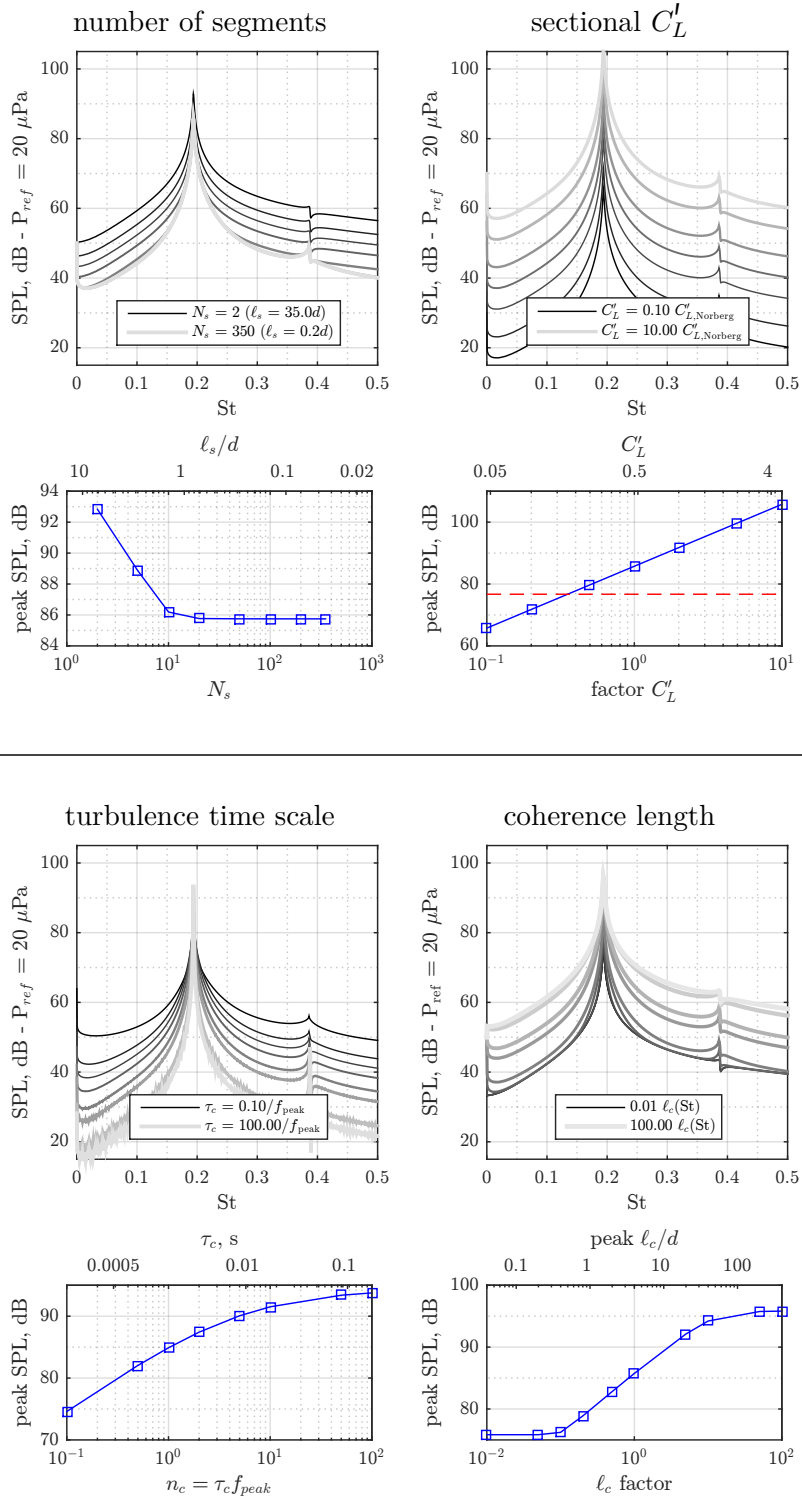 number of segments
SPL, dB - P_ref = 20 μPa
100
80
60
40
20
N_s = 2 (ℓ_s = 35.0d)
N_s = 350 (ℓ_s = 0.2d)
0 0.1 0.2 0.3 0.4 0.5
St
sectional C′_L
SPL, dB - P_ref = 20 μPa
100
80
60
40
20
C′_L = 0.10 C′_L,Norberg
C′_L = 10.00 C′_L,Norberg
0 0.1 0.2 0.3 0.4 0.5
St
ℓ_s/d
10 1 0.1 0.02
peak SPL, dB
94
92
90
88
86
84
10^0 10^1 10^2 10^3
N_s
C′_L
0.05 0.5 4
peak SPL, dB
100
80
60
10^-1 10^0 10^1
factor C′_L
turbulence time scale
SPL, dB - P_ref = 20 μPa
100
80
60
40
20
τ_c = 0.10/f_peak
τ_c = 100.00/f_peak
0 0.1 0.2 0.3 0.4 0.5
St
coherence length
SPL, dB - P_ref = 20 μPa
100
80
60
40
20
0.01 ℓ_c(St)
100.00 ℓ_c(St)
0 0.1 0.2 0.3 0.4 0.5
St
τ_c, s
0.0005 0.01 0.1
peak SPL, dB
90
80
70
10^-1 10^0 10^1 10^2
n_c = τ_c f_peak
peak ℓ_c/d
0.1 1 4 20 100
peak SPL, dB
100
90
80
70
10^-2 10^0 10^2
ℓ_c factor